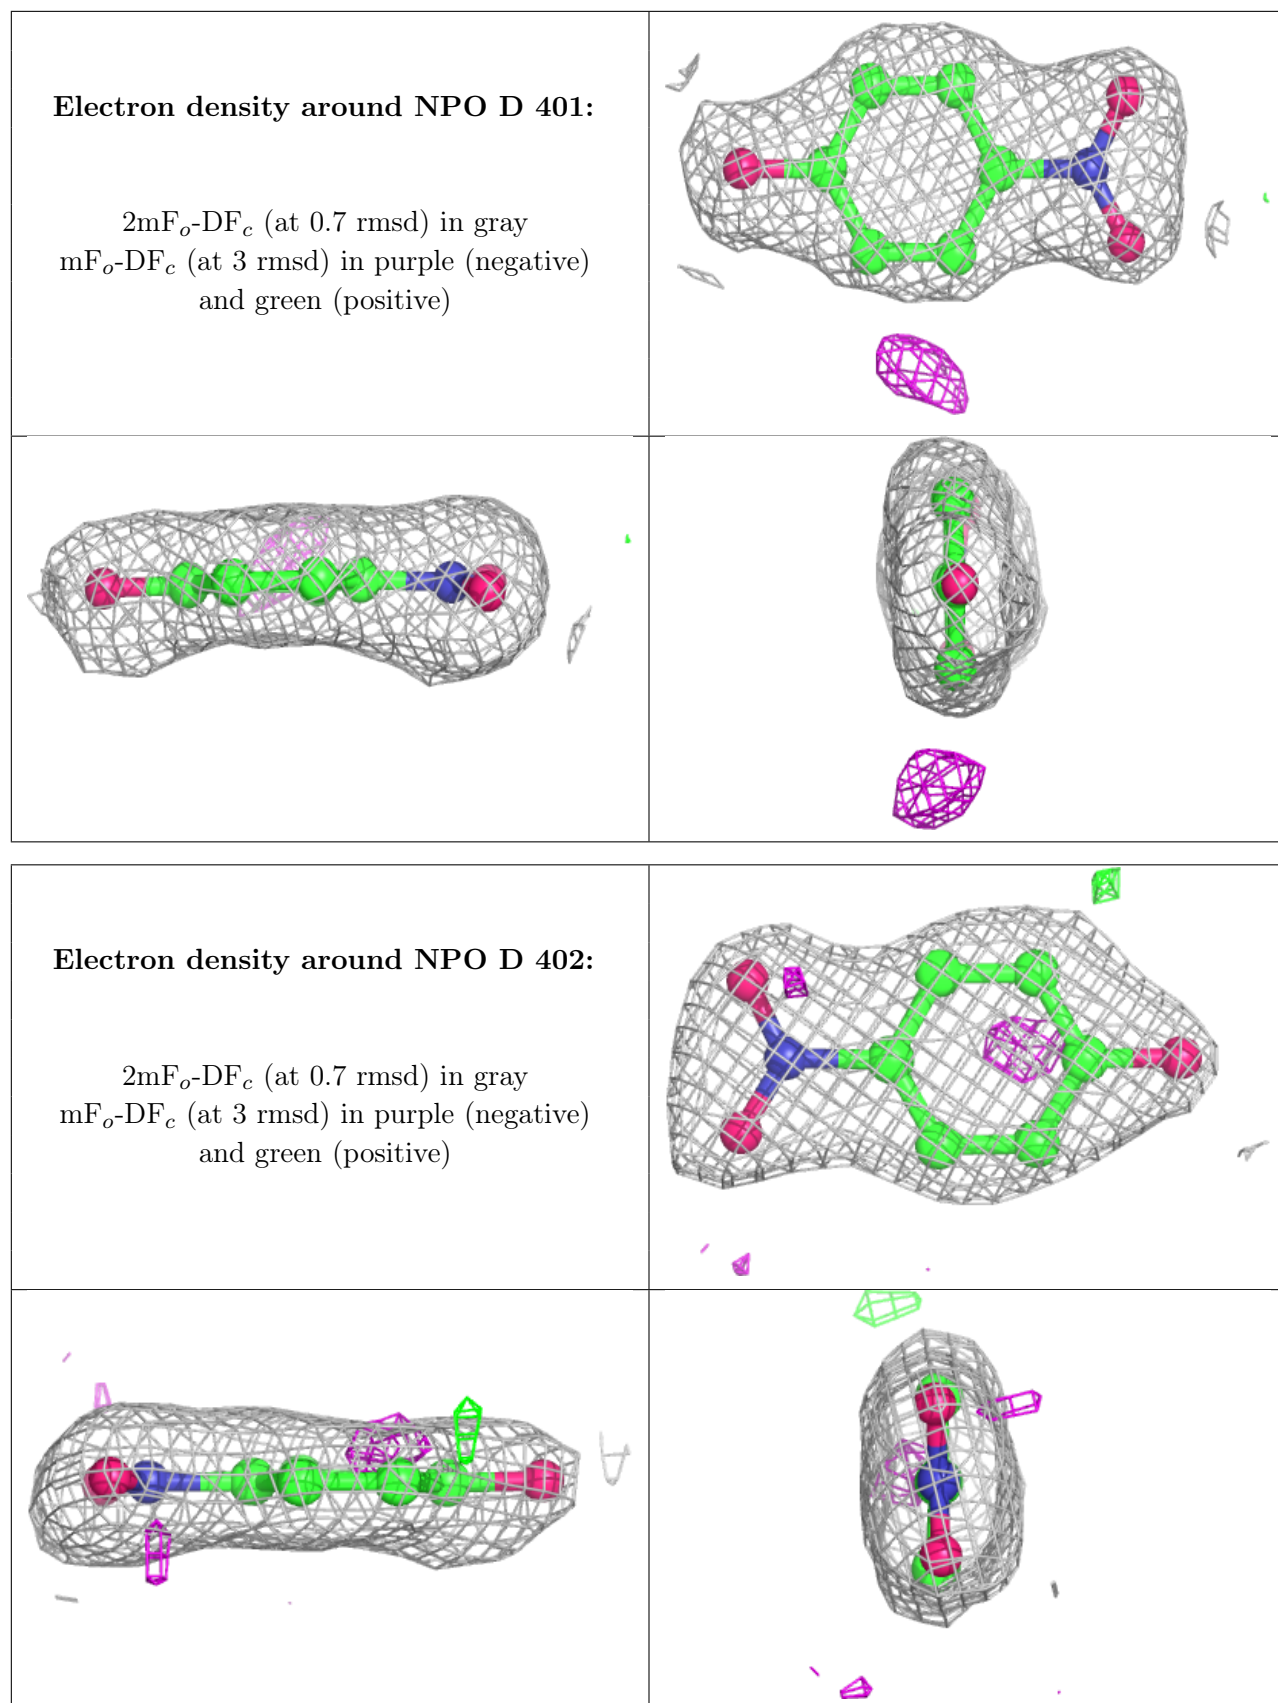 Electron density around NPO D 401:
2mFo-DFc (at 0.7 rmsd) in gray
mFo-DFc (at 3 rmsd) in purple (negative)
and green (positive)
Electron density around NPO D 402:
2mFo-DFc (at 0.7 rmsd) in gray
mFo-DFc (at 3 rmsd) in purple (negative)
and green (positive)